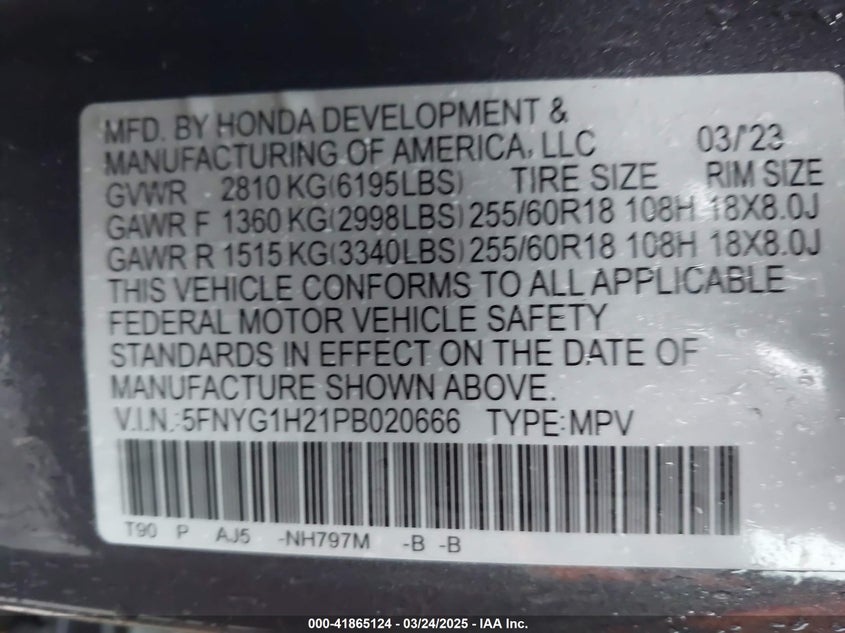 MFD. BY HONDA DEVELOPMENT &
MANUFACTURING OF AMERICA, LLC 03/'23
GVWR 2810 KG(6195LBS) TIRE SIZE RIM SIZE
GAWR F 1360 KG(2998LBS) 255/60R18 108H 18X8.0J
GAWR R 1515 KG(3340LBS) 255/60R18 108H 18X8.0J
THIS VEHICLE CONFORMS TO ALL APPLICABLE
FEDERAL MOTOR VEHICLE SAFETY
STANDARDS IN EFFECT ON THE DATE OF
MANUFACTURE SHOWN ABOVE.
V.I.N.:5FNYG1H21PB020666 TYPE:MPV
T90 P AJ5 -NH797M -B -B
000-41865124 - 03/24/2025 - IAA Inc.